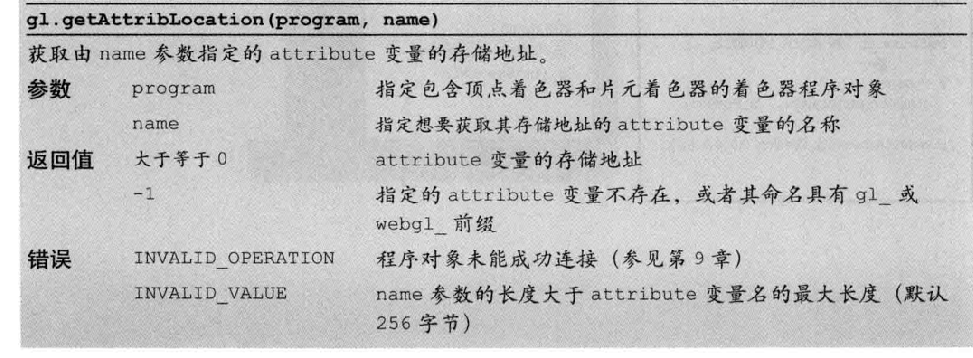 gl.getAttribLocation(program, name)
获取由 name 参数指定的 attribute 变量的存储地址。
参数 program 指定包含顶点着色器和片元着色器的着色器程序对象
name 指定想要获取其存储地址的 attribute 变量的名称
返回值 大于等于 0 attribute 变量的存储地址
-1 指定的 attribute 变量不存在，或者其命名具有 gl_ 或
webgl_ 前缀
错误 INVALID_OPERATION 程序对象未能成功连接（参见第 9 章）
INVALID_VALUE name 参数的长度大于 attribute 变量名的最大长度（默认
256 字节）